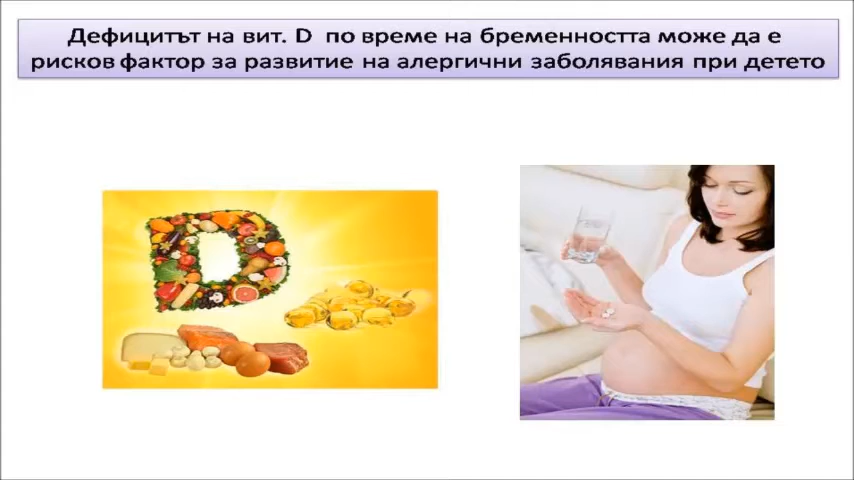 Дефицитът на вит. D по време на бременността може да е
рисков фактор за развитие на алергични заболявания при детето